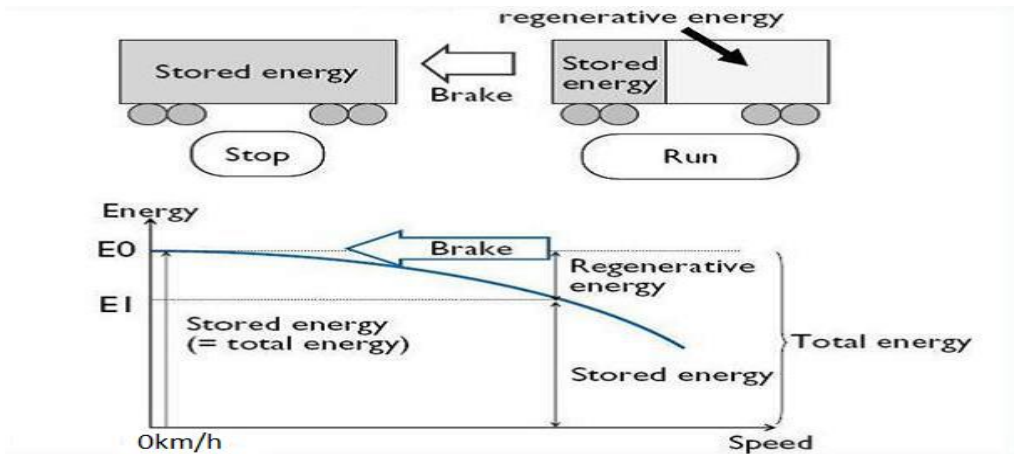 regenerative energy
Stored energy
Brake
Stored
energy
Stop
Run
Energy
E0
Brake
Regenerative
energy
E1
Stored energy
(= total energy)
Total energy
Stored energy
0km/h
Speed